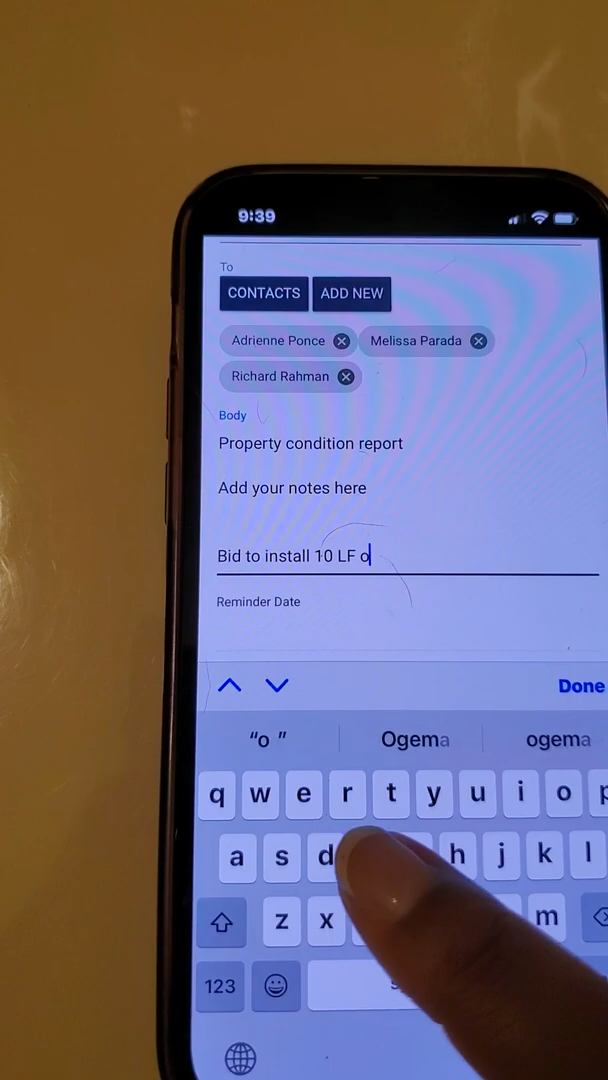 9:39
To
CONTACTS ADD NEW
Adrienne Ponce Melissa Parada
Richard Rahman
Body
Property condition report
Add your notes here
Bid to install 10 LF o
Reminder Date
Done
"o " Ogema ogema
q w e r t y u i o p
a s d h j k l
z x m
123